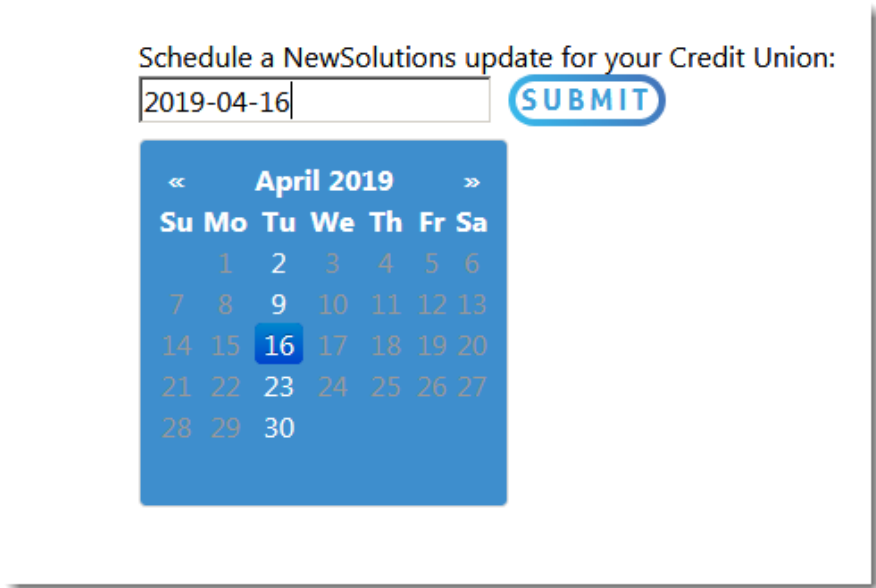 Schedule a NewSolutions update for your Credit Union:
2019-04-16 SUBMIT
« April 2019 »
Su Mo Tu We Th Fr Sa
1 2 3 4 5 6
7 8 9 10 11 12 13
14 15 16 17 18 19 20
21 22 23 24 25 26 27
28 29 30